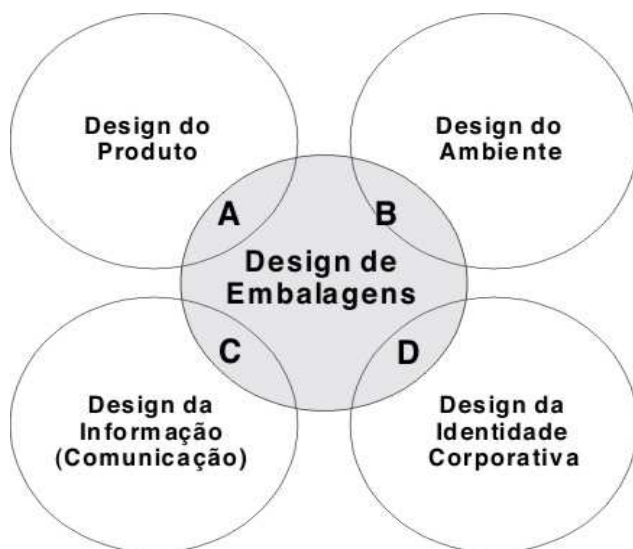 Design do
Produto
Design do
Ambiente
A
B
Design de
Embalagens
C
D
Design da
Informação
(Comunicação)
Design da
Identidade
Corporativa